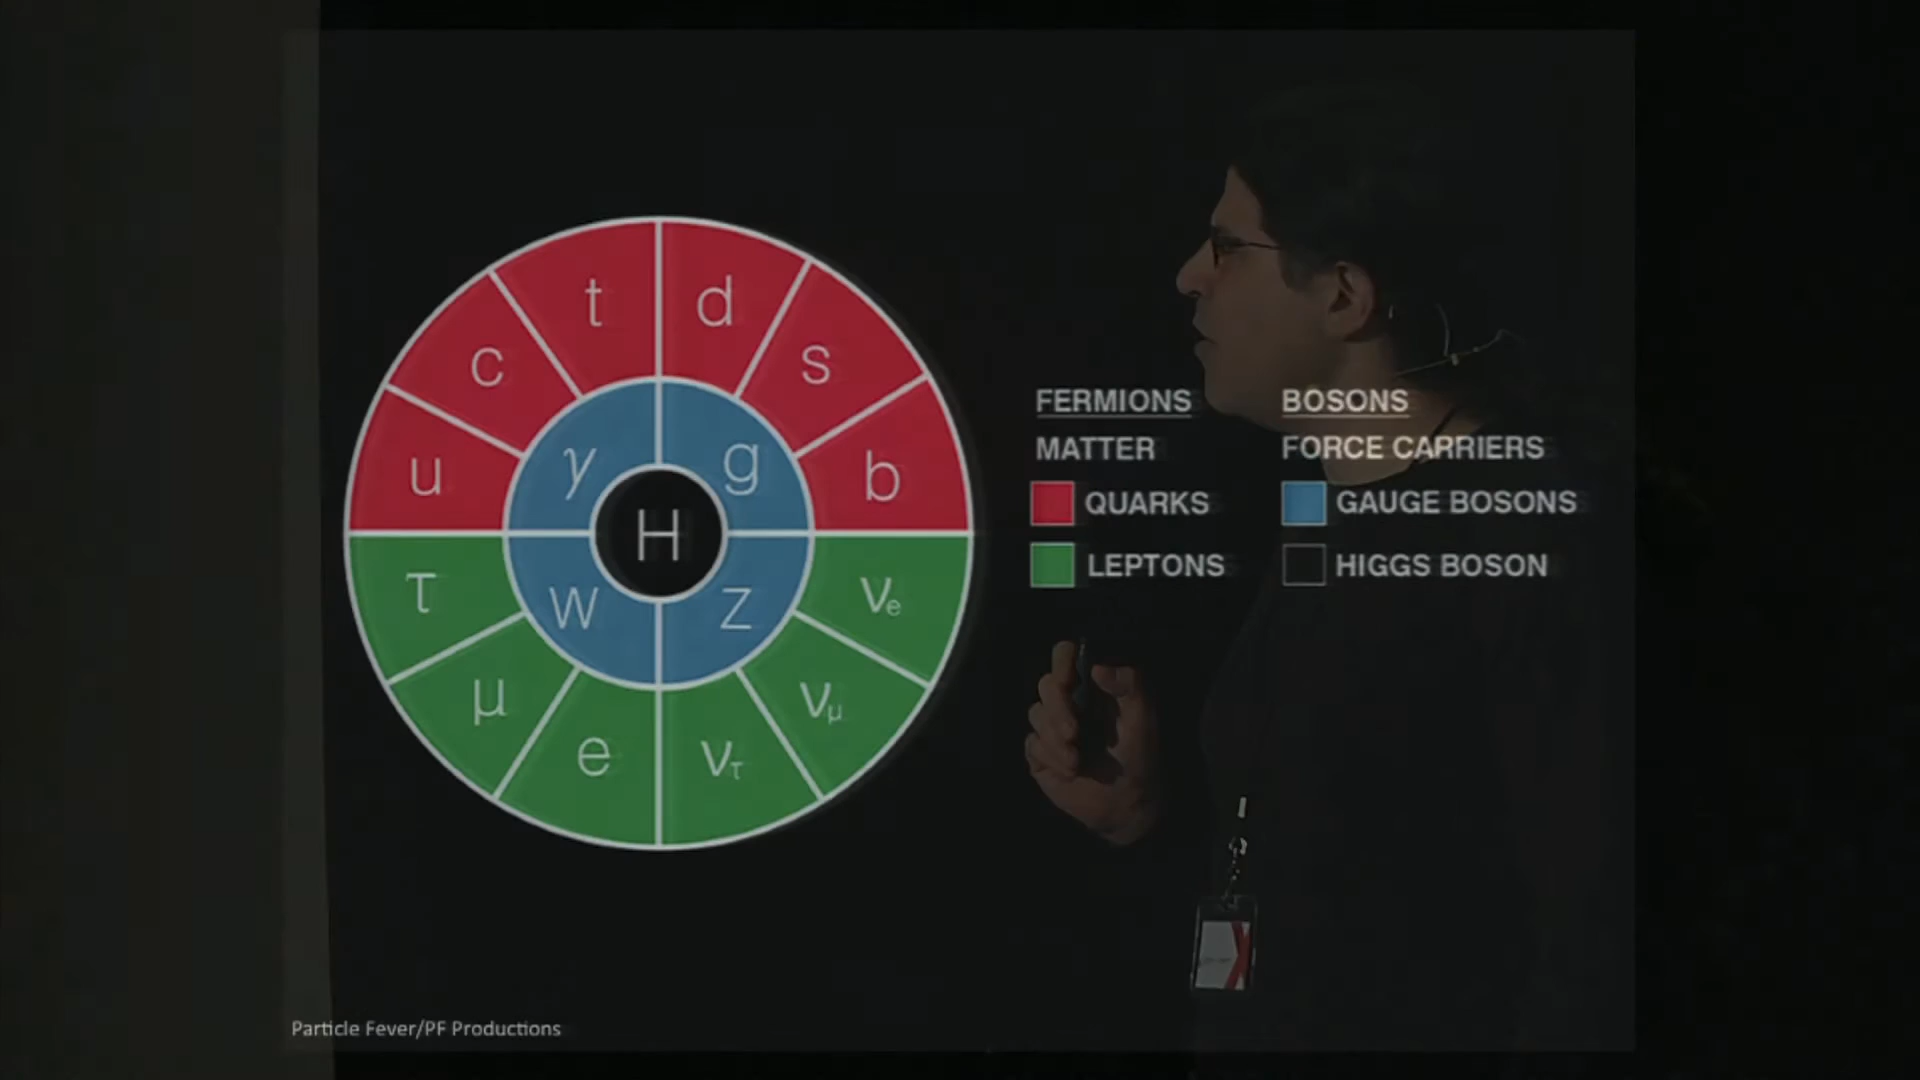 t d
c s
u γ g b
H
τ W Z νe
μ νμ
e ντ
FERMIONS
MATTER
QUARKS
LEPTONS
BOSONS
FORCE CARRIERS
GAUGE BOSONS
HIGGS BOSON
Particle Fever/PF Productions